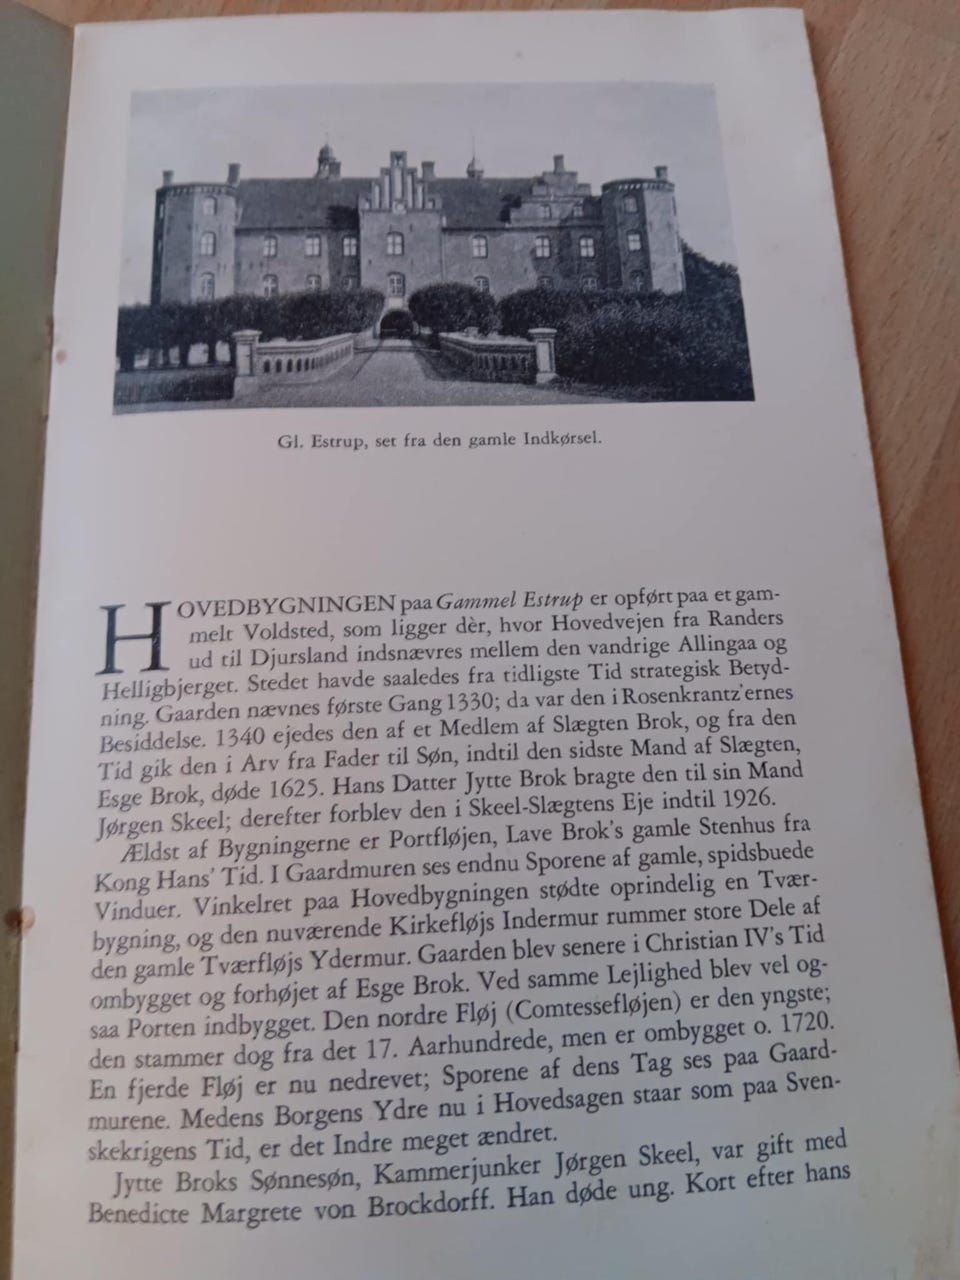 Gl. Estrup, set fra den gamle Indkørsel.
HOVEDBYGNINGEN paa Gammel Estrup er opført paa et gam-
melt Voldsted, som ligger dèr, hvor Hovedvejen fra Randers
ud til Djursland indsnævres mellem den vandrige Allingaa og
Helligbjerget. Stedet havde saaledes fra tidligste Tid strategisk Betyd-
ning. Gaarden nævnes første Gang 1330; da var den i Rosenkrantz'ernes
Besiddelse. 1340 ejedes den af et Medlem af Slægten Brok, og fra den
Tid gik den i Arv fra Fader til Søn, indtil den sidste Mand af Slægten,
Esge Brok, døde 1625. Hans Datter Jytte Brok bragte den til sin Mand
Jørgen Skeel; derefter forblev den i Skeel-Slægtens Eje indtil 1926.
Ældst af Bygningerne er Portfløjen, Lave Brok's gamle Stenhus fra
Kong Hans' Tid. I Gaardmuren ses endnu Sporene af gamle, spidsbuede
Vinduer. Vinkelret paa Hovedbygningen stødte oprindelig en Tvær-
bygning, og den nuværende Kirkefløjs Indermur rummer store Dele af
den gamle Tværfløjs Ydermur. Gaarden blev senere i Christian IV's Tid
ombygget og forhøjet af Esge Brok. Ved samme Lejlighed blev vel og-
saa Porten indbygget. Den nordre Fløj (Comtessefløjen) er den yngste;
den stammer dog fra det 17. Aarhundrede, men er ombygget o. 1720.
En fjerde Fløj er nu nedrevet; Sporene af dens Tag ses paa Gaard-
murene. Medens Borgens Ydre nu i Hovedsagen staar som paa Sven-
skekrigens Tid, er det Indre meget ændret.
Jytte Broks Sønnesøn, Kammerjunker Jørgen Skeel, var gift med
Benedicte Margrete von Brockdorff. Han døde ung. Kort efter hans